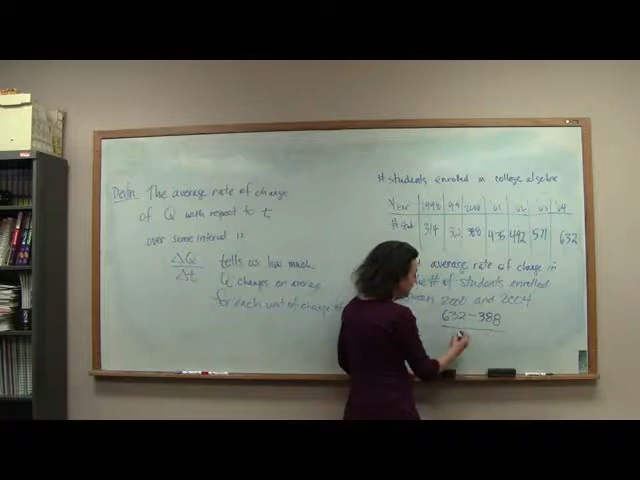 Defn. The average rate of change
of Q with respect to t
over some interval is
ΔQ tells us how much
Δt Q changes on average
for each unit of change of
# students enrolled in college algebra
Year 1998 '99 2000 '01 '02 '03 '04
# Stud 314 388 492 571 632
average rate of change in
# of students enrolled
2000 and 2004
632-388